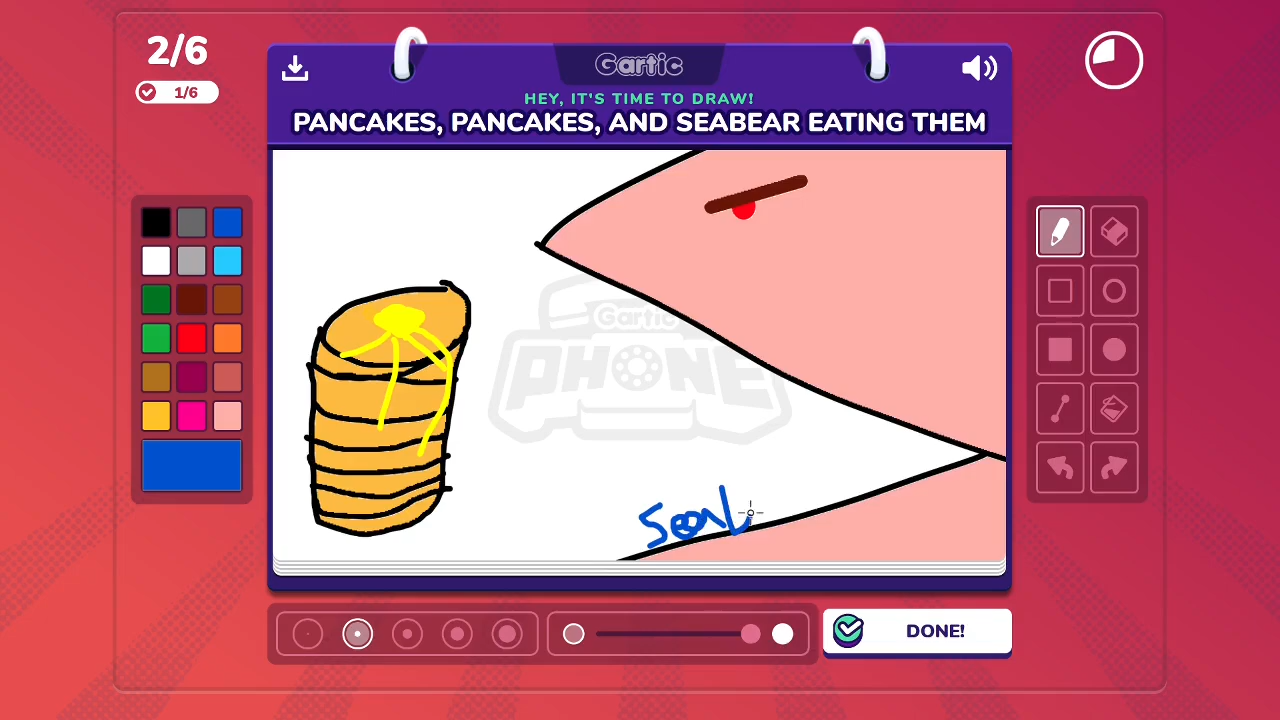 2/6
1/6
Gartic
HEY, IT'S TIME TO DRAW!
PANCAKES, PANCAKES, AND SEABEAR EATING THEM
Gartic
PHONE
DONE!